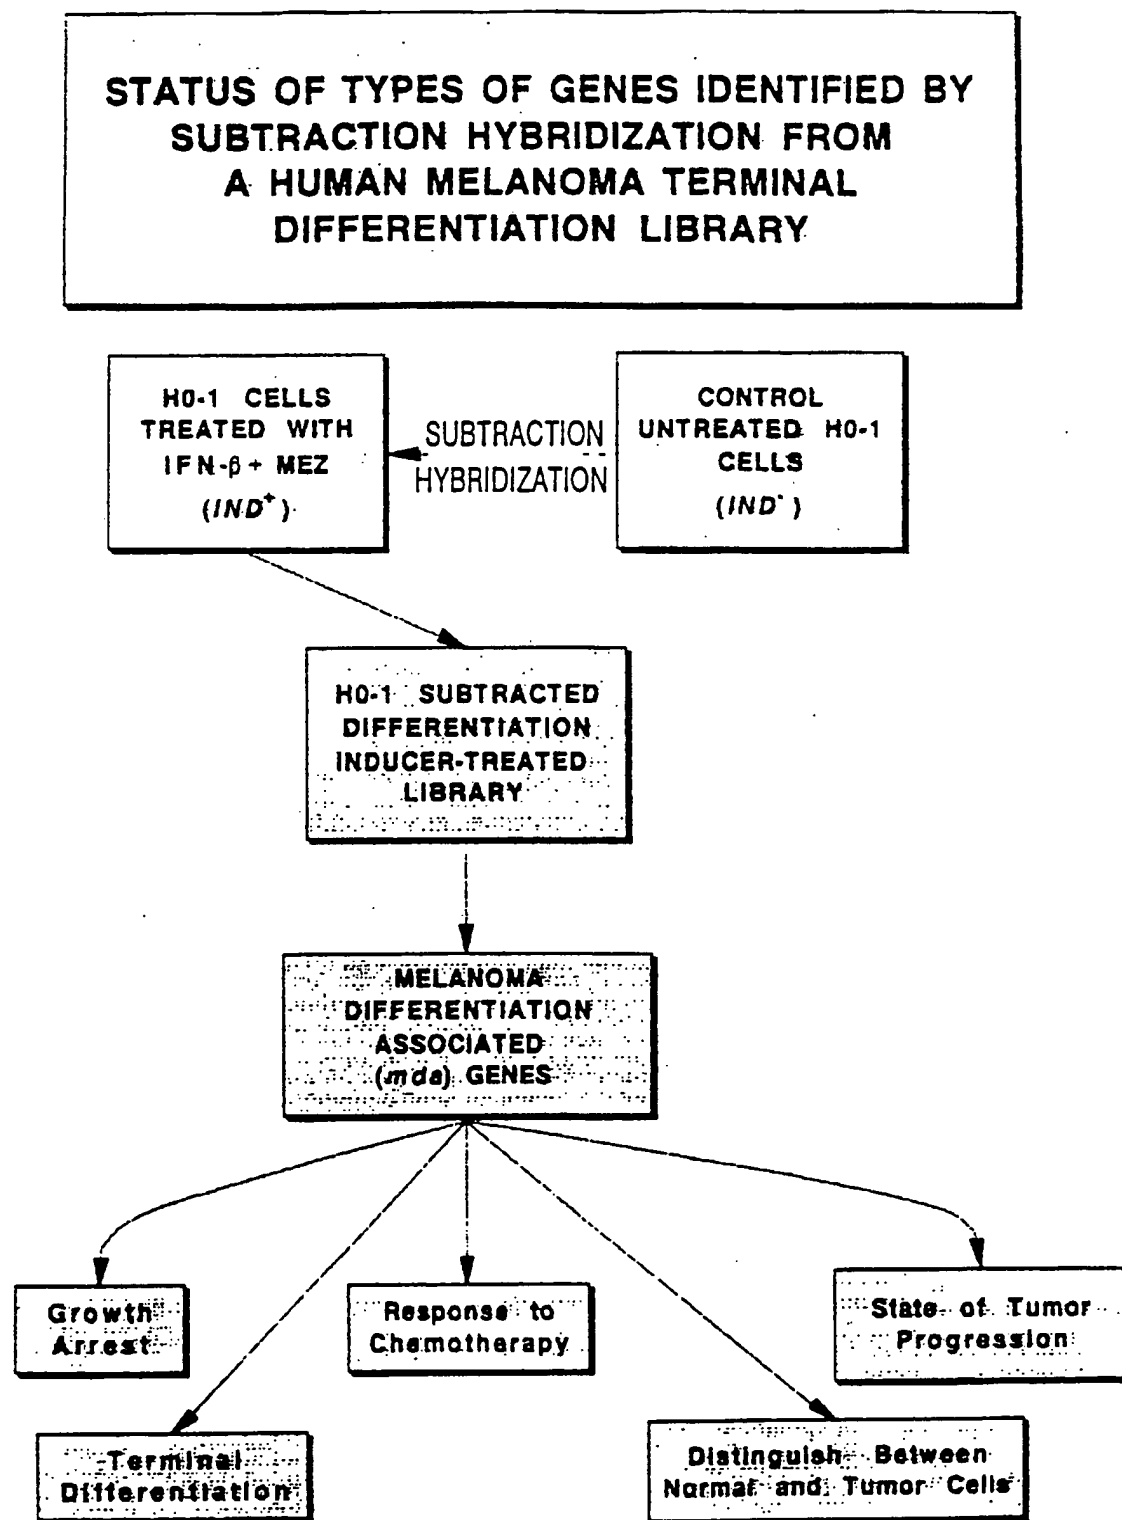 STATUS OF TYPES OF GENES IDENTIFIED BY
SUBTRACTION HYBRIDIZATION FROM
A HUMAN MELANOMA TERMINAL
DIFFERENTIATION LIBRARY
H0-1 CELLS
TREATED WITH
IFN-β + MEZ
(IND⁺)
SUBTRACTION
HYBRIDIZATION
CONTROL
UNTREATED H0-1
CELLS
(IND⁻)
H0-1 SUBTRACTED
DIFFERENTIATION
INDUCER-TREATED
LIBRARY
MELANOMA
DIFFERENTIATION
ASSOCIATED
(mda) GENES
Growth
Arrest
Response to
Chemotherapy
State of Tumor
Progression
Terminal
Differentiation
Distinguish Between
Normal and Tumor Cells